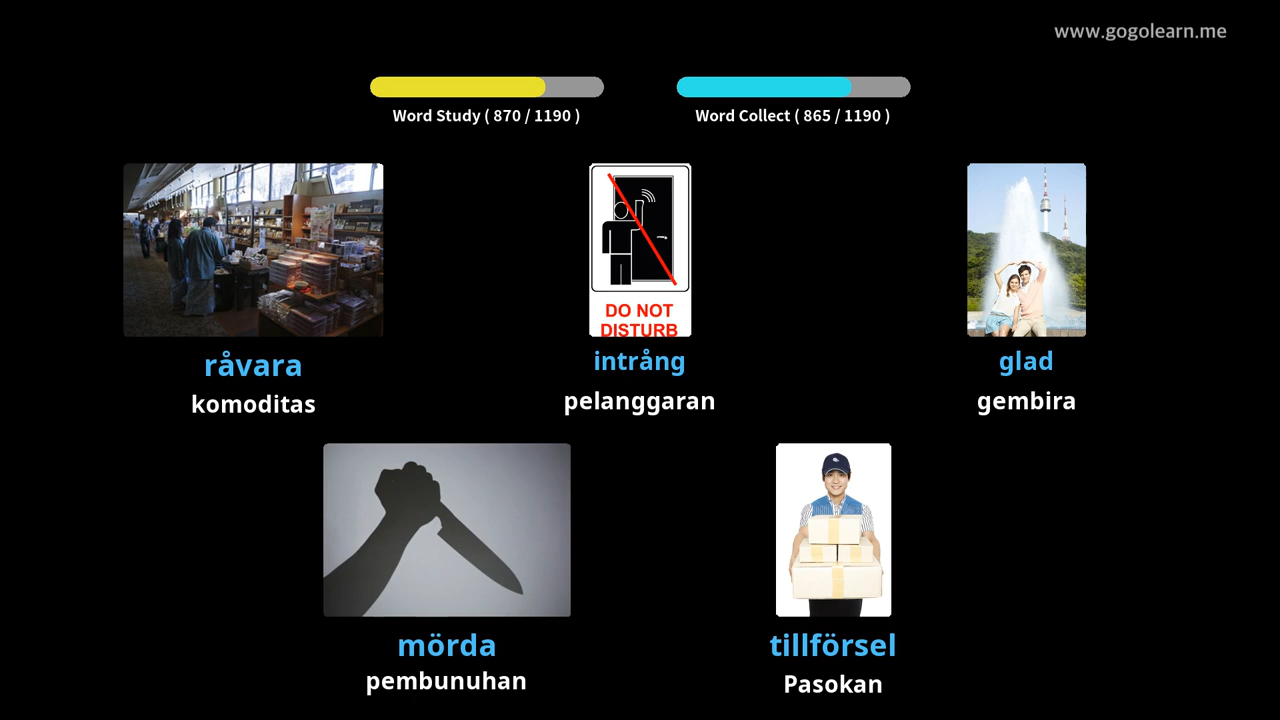 www.gogolearn.me
Word Study ( 870 / 1190 )
Word Collect ( 865 / 1190 )
DO NOT
DISTURB
råvara
intrång
glad
komoditas
pelanggaran
gembira
mörda
tillförsel
pembunuhan
Pasokan